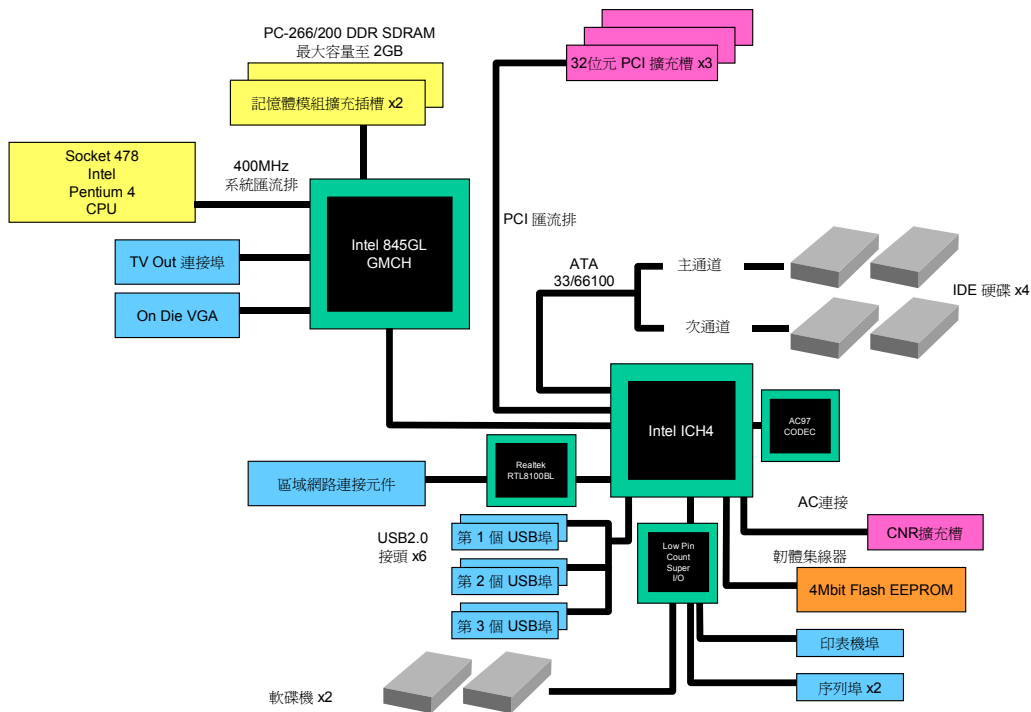 PC-266/200 DDR SDRAM
最大容量至 2GB
記憶體模組擴充插槽 x2
32位元 PCI 擴充槽 x3
Socket 478
Intel
Pentium 4
CPU
400MHz
系統匯流排
Intel 845GL
GMCH
TV Out 連接埠
On Die VGA
PCI 匯流排
ATA
33/66100
主通道
次通道
IDE 硬碟 x4
Intel ICH4
AC97
CODEC
Realtek
RTL8100BL
區域網路連接元件
AC連接
CNR擴充槽
USB2.0
接頭 x6
第 1 個 USB埠
第 2 個 USB埠
第 3 個 USB埠
Low Pin
Count
Super
I/O
韌體集線器
4Mbit Flash EEPROM
印表機埠
序列埠 x2
軟碟機 x2